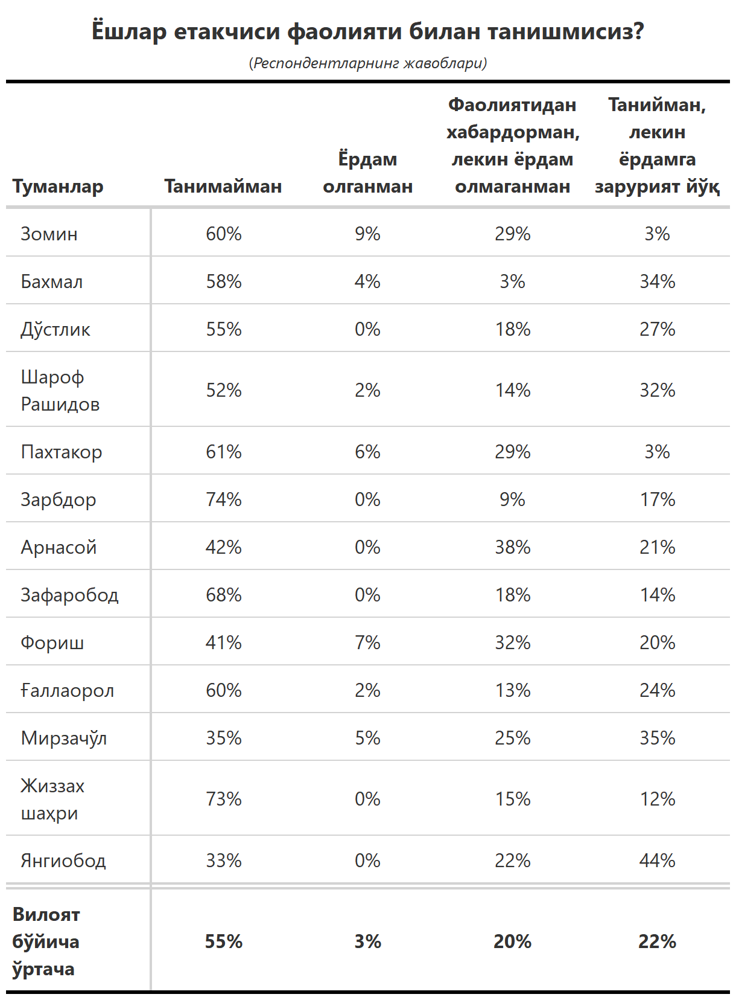 Ёшлар етакчиси фаолияти билан танишмисиз?
(Респондентларнинг жавоблари)
Туманлар Танимайман Ёрдам олганман Фаолиятидан хабардорман, лекин ёрдам олмаганман Танийман, лекин ёрдамга зарурият йўқ
Зомин 60% 9% 29% 3%
Бахмал 58% 4% 3% 34%
Дўстлик 55% 0% 18% 27%
Шароф Рашидов 52% 2% 14% 32%
Пахтакор 61% 6% 29% 3%
Зарбдор 74% 0% 9% 17%
Арнасой 42% 0% 38% 21%
Зафаробод 68% 0% 18% 14%
Фориш 41% 7% 32% 20%
Ғаллаорол 60% 2% 13% 24%
Мирзачўл 35% 5% 25% 35%
Жиззах шаҳри 73% 0% 15% 12%
Янгиобод 33% 0% 22% 44%
Вилоят бўйича ўртача 55% 3% 20% 22%